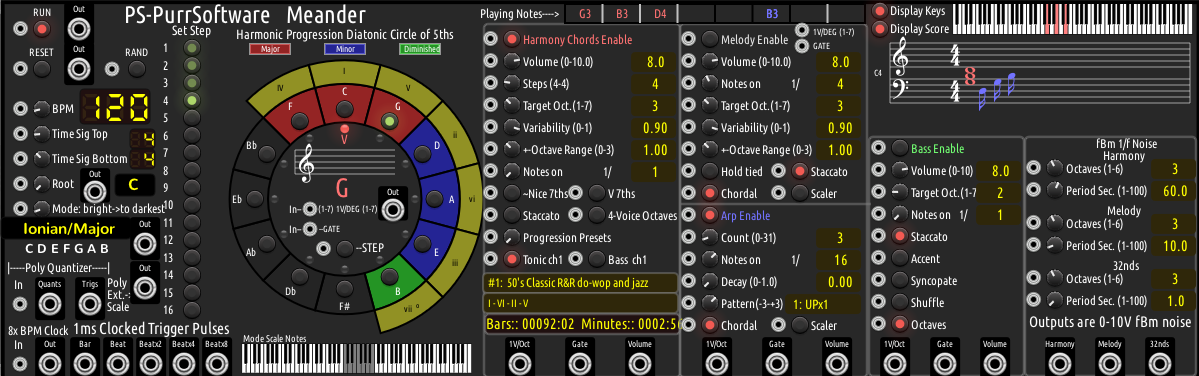 RUN
Out
RESET
Out
RAND
BPM
120
Time Sig Top
4
Time Sig Bottom
4
Root
Out
C
Mode: bright->to darkest
Ionian/Major
Out
C D E F G A B
|-----Poly Quantizer-----|
In
Quants
Trigs
Poly
Ext.->
Scale
Out
8x BPM Clock
1ms Clocked Trigger Pulses
In
Out
Bar
Beat
Beatx2
Beatx4
Beatx8
PS-PurrSoftware Meander
Set Step
1
2
3
4
5
6
7
8
9
10
11
12
13
14
15
16
Harmonic Progression Diatonic Circle of 5ths
Major
Minor
Diminished
IV
I
V
ii
vi
iii
vii °
F
C
G
D
A
E
B
F#
Db
Ab
Eb
Bb
V
G
Out
In-
(1-7) 1V/DEG (1-7)
In-
-GATE
--STEP
Mode Scale Notes
Playing Notes---->
G3
B3
D4
B3
Harmony Chords Enable
Volume (0-10.0)
8.0
Steps (4-4)
4
Target Oct.(1-7)
3
Variability (0-1)
0.90
+-Octave Range (0-3)
1.00
Notes on 1/
1
~Nice 7ths
V 7ths
Staccato
4-Voice Octaves
Progression Presets
Tonic ch1
Bass ch1
#1: 50's Classic R&R do-wop and jazz
I - VI - II - V
Bars:: 00092:02 Minutes:: 0002:5
1V/Oct
Gate
Volume
Melody Enable
1V/DEG (1-7)
GATE
Volume (0-10.0)
8.0
Notes on 1/
4
Target Oct.(1-7)
3
Variability (0-1)
0.90
+-Octave Range (0-3)
1.00
Hold tied
Staccato
Chordal
Scaler
Arp Enable
Count (0-31)
3
Notes on 1/
16
Decay (0-1.0)
0.00
Pattern(-3-+3)
1: UPx1
Chordal
Scaler
1V/Oct
Gate
Volume
Display Keys
Display Score
C4
4
4
4
4
Bass Enable
Volume (0-10)
8.0
Target Oct.(1-7
2
Notes on 1/
1
Staccato
Accent
Syncopate
Shuffle
Octaves
1V/Oct
Gate
Volume
fBm 1/f Noise
Harmony
Octaves (1-6)
3
Period Sec. (1-100)
60.0
Melody
Octaves (1-6)
3
Period Sec. (1-100)
10.0
32nds
Octaves (1-6)
3
Period Sec. (1-100)
1.0
Outputs are 0-10V fBm noise
Harmony
Melody
32nds